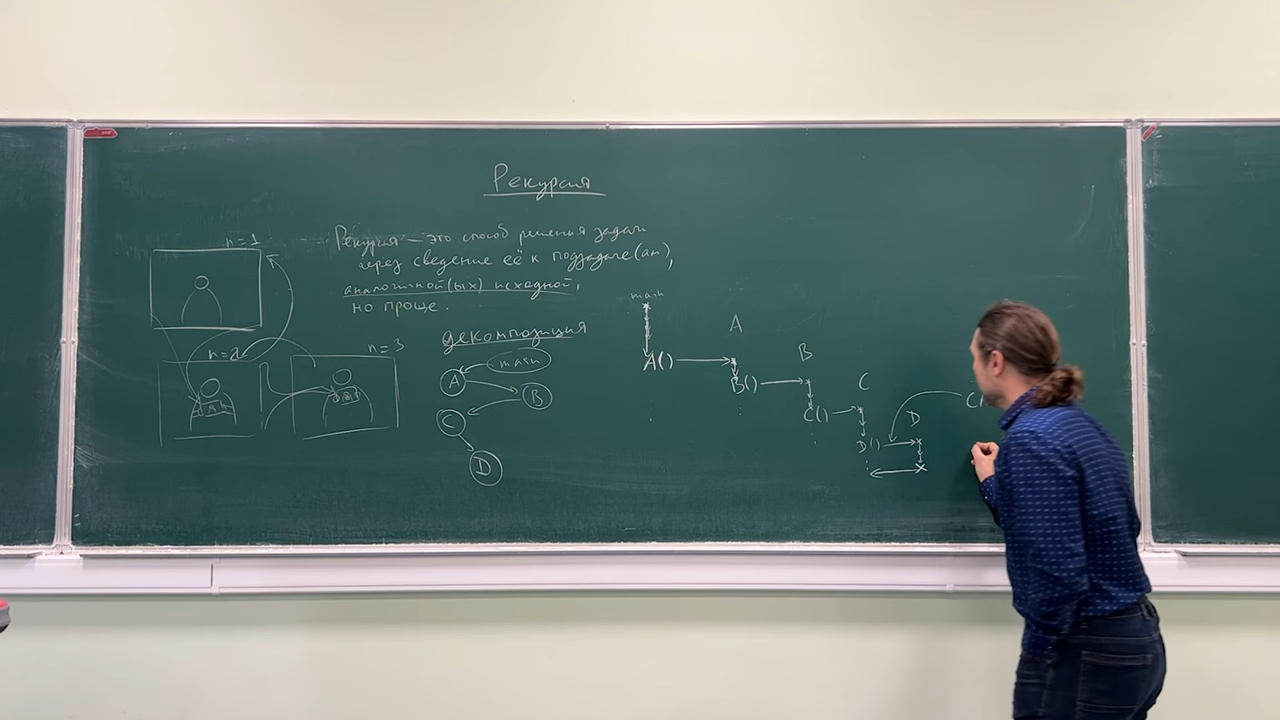 Рекурсия
Рекурсия — это способ решения задачи
через сведение её к подзадаче(ам),
аналогичной(ых) исходной,
но проще.
n=1
n=2
n=3
декомпозиция
main
A
B
C
D
main
A()
A
B()
B
C()
C
D()
D